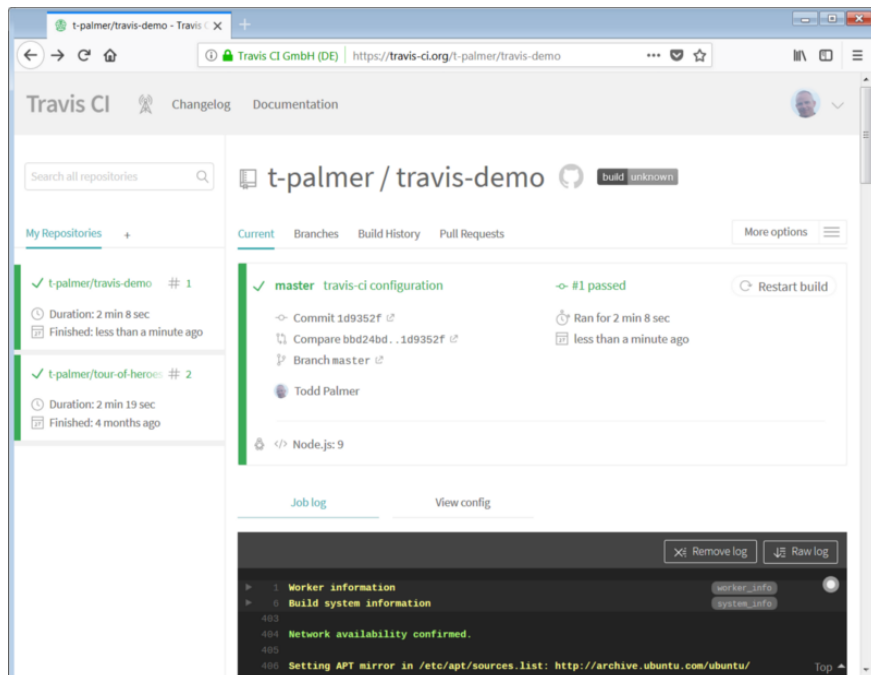 t-palmer/travis-demo - Travis C
Travis CI GmbH (DE) https://travis-ci.org/t-palmer/travis-demo
Travis CI Changelog Documentation
Search all repositories
My Repositories +
t-palmer/travis-demo # 1
Duration: 2 min 8 sec
Finished: less than a minute ago
t-palmer/tour-of-heroes # 2
Duration: 2 min 19 sec
Finished: 4 months ago
t-palmer / travis-demo build unknown
Current Branches Build History Pull Requests More options
master travis-ci configuration
Commit 1d9352f
Compare bbd24bd..1d9352f
Branch master
Todd Palmer
#1 passed
Ran for 2 min 8 sec
less than a minute ago
Restart build
</> Node.js: 9
Job log View config
Remove log Raw log
1 Worker information worker_info
6 Build system information system_info
403
404 Network availability confirmed.
405
406 Setting APT mirror in /etc/apt/sources.list: http://archive.ubuntu.com/ubuntu/
Top